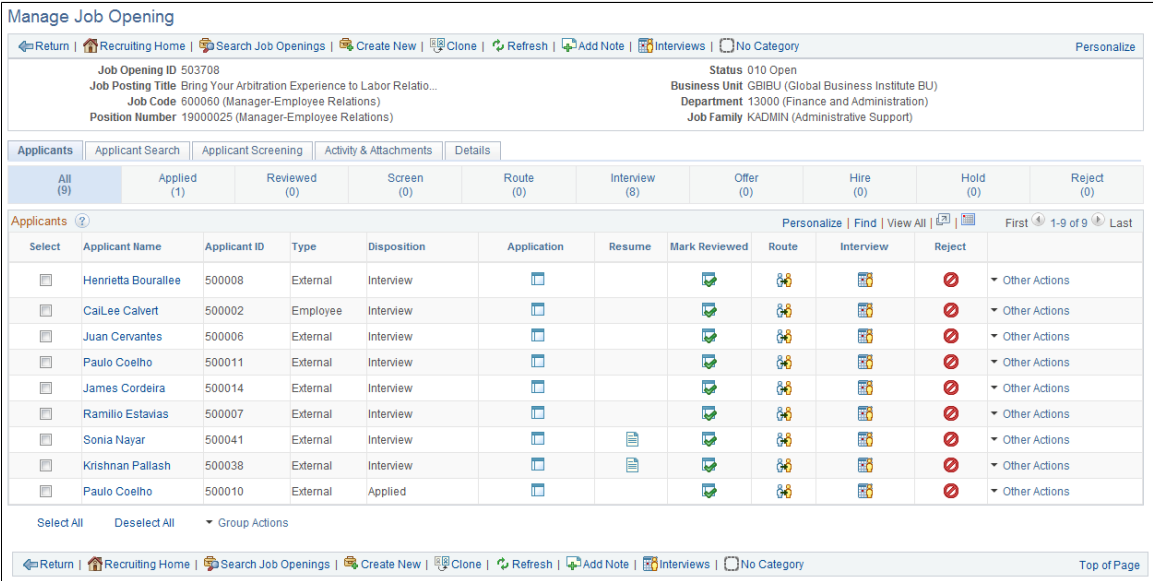 Manage Job Opening
Return | Recruiting Home | Search Job Openings | Create New | Clone | Refresh | Add Note | Interviews | No Category Personalize
Job Opening ID 503708 Status 010 Open
Job Posting Title Bring Your Arbitration Experience to Labor Relatio... Business Unit GBIBU (Global Business Institute BU)
Job Code 600060 (Manager-Employee Relations) Department 13000 (Finance and Administration)
Position Number 19000025 (Manager-Employee Relations) Job Family KADMIN (Administrative Support)
Applicants Applicant Search Applicant Screening Activity & Attachments Details
All Applied Reviewed Screen Route Interview Offer Hire Hold Reject
(9) (1) (0) (0) (0) (8) (0) (0) (0) (0)
Applicants ? Personalize | Find | View All | | First 1-9 of 9 Last
Select Applicant Name Applicant ID Type Disposition Application Resume Mark Reviewed Route Interview Reject
Henrietta Bourallee 500008 External Interview Other Actions
CaiLee Calvert 500002 Employee Interview Other Actions
Juan Cervantes 500006 External Interview Other Actions
Paulo Coelho 500011 External Interview Other Actions
James Cordeira 500014 External Interview Other Actions
Ramilio Estavias 500007 External Interview Other Actions
Sonia Nayar 500041 External Interview Other Actions
Krishnan Pallash 500038 External Interview Other Actions
Paulo Coelho 500010 External Applied Other Actions
Select All Deselect All Group Actions
Return | Recruiting Home | Search Job Openings | Create New | Clone | Refresh | Add Note | Interviews | No Category Top of Page